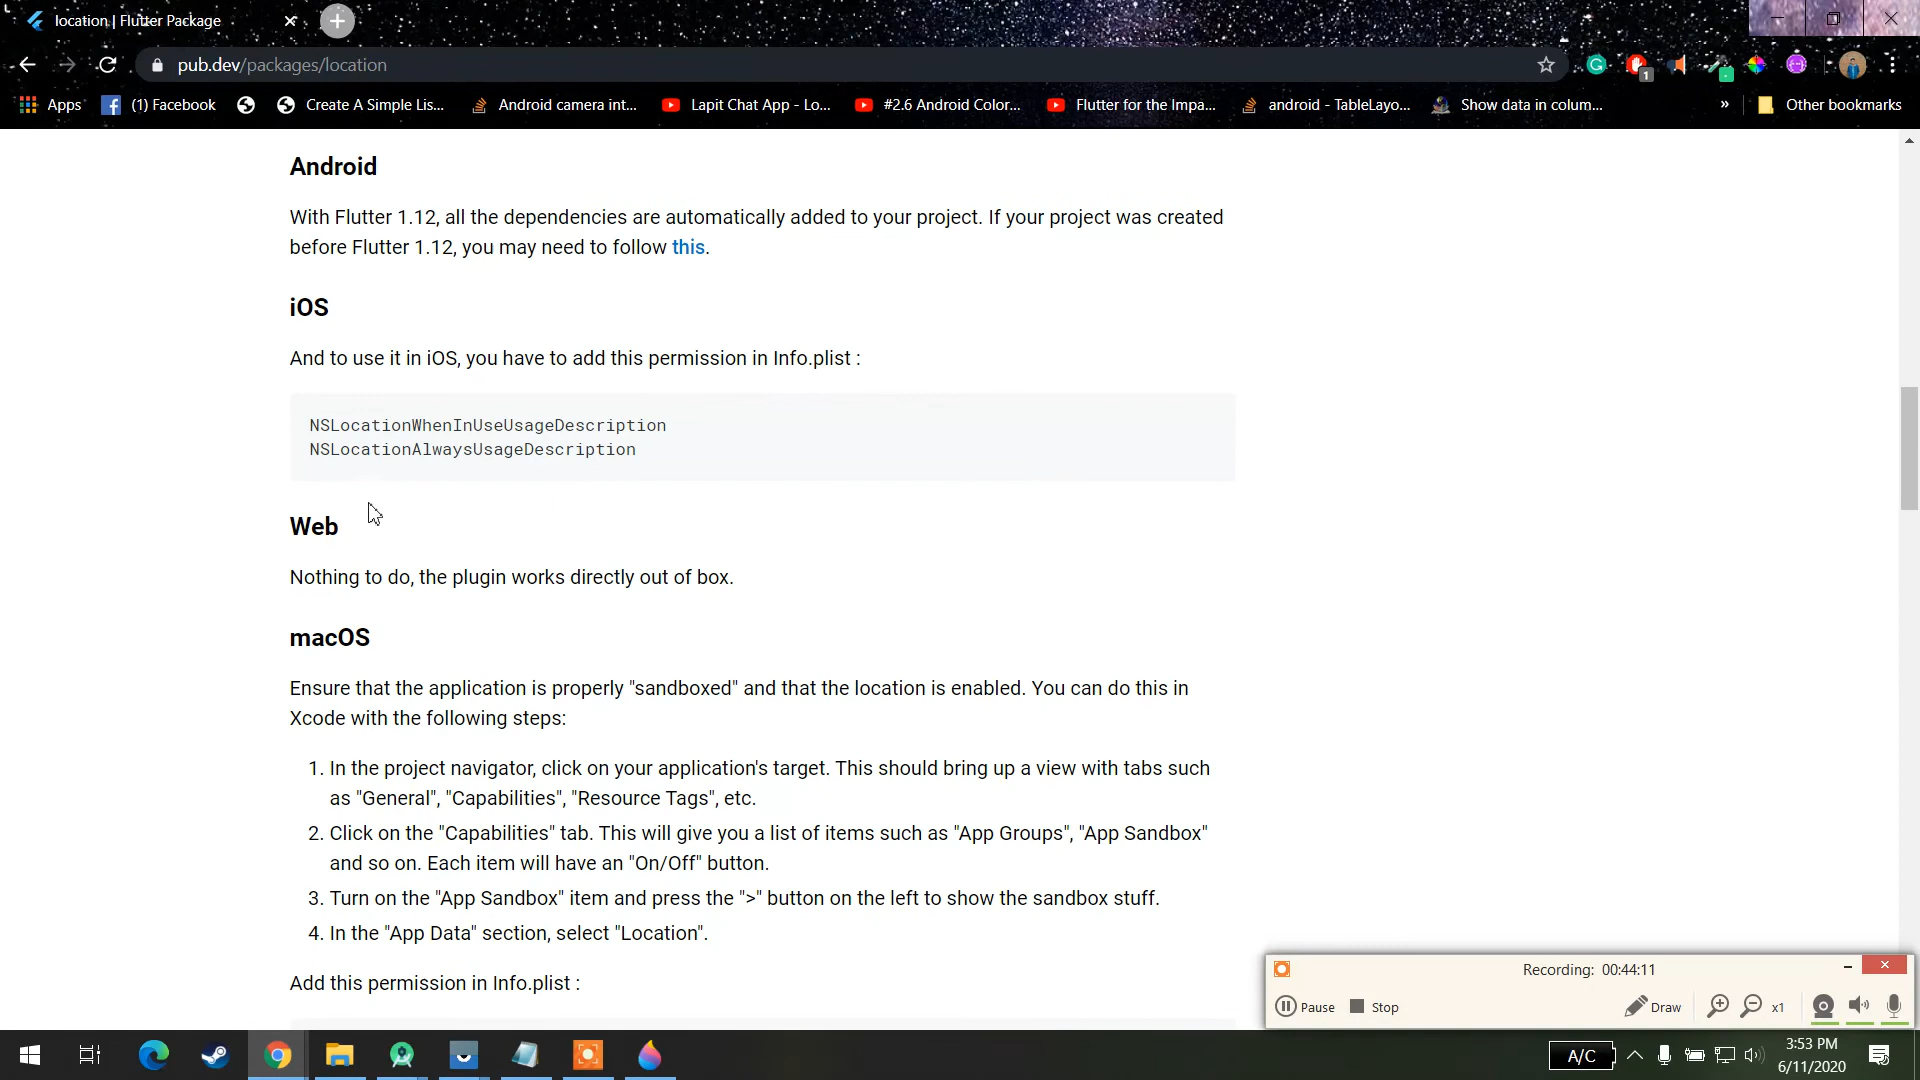 location | Flutter Package
pub.dev/packages/location
Apps
(1) Facebook
Create A Simple Lis...
Android camera int...
Lapit Chat App - Lo...
#2.6 Android Color...
Flutter for the Impa...
android - TableLayo...
Show data in colum...
»
Other bookmarks
Android
With Flutter 1.12, all the dependencies are automatically added to your project. If your project was created
before Flutter 1.12, you may need to follow this.
iOS
And to use it in iOS, you have to add this permission in Info.plist :
NSLocationWhenInUseUsageDescription
NSLocationAlwaysUsageDescription
Web
Nothing to do, the plugin works directly out of box.
macOS
Ensure that the application is properly "sandboxed" and that the location is enabled. You can do this in
Xcode with the following steps:
1. In the project navigator, click on your application's target. This should bring up a view with tabs such
as "General", "Capabilities", "Resource Tags", etc.
2. Click on the "Capabilities" tab. This will give you a list of items such as "App Groups", "App Sandbox"
and so on. Each item will have an "On/Off" button.
3. Turn on the "App Sandbox" item and press the ">" button on the left to show the sandbox stuff.
4. In the "App Data" section, select "Location".
Add this permission in Info.plist :
Recording: 00:44:11
Pause
Stop
Draw
x1
A/C
3:53 PM
6/11/2020